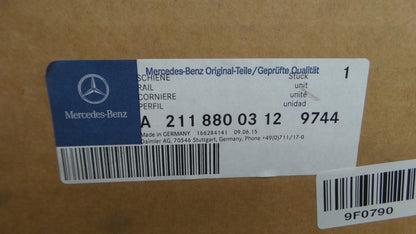 Mercedes-Benz Original-Teile/Geprüfte Qualität
SCHIENE Stück 1
RAIL unit
CORNIERE unité
PERFIL unidad
Mercedes-Benz
A 211 880 03 12 9744
Made in GERMANY 166284141 09.06.15
Daimler AG, 70546 Stuttgart, Germany, Phone +49(0)711/17-0
9F0790